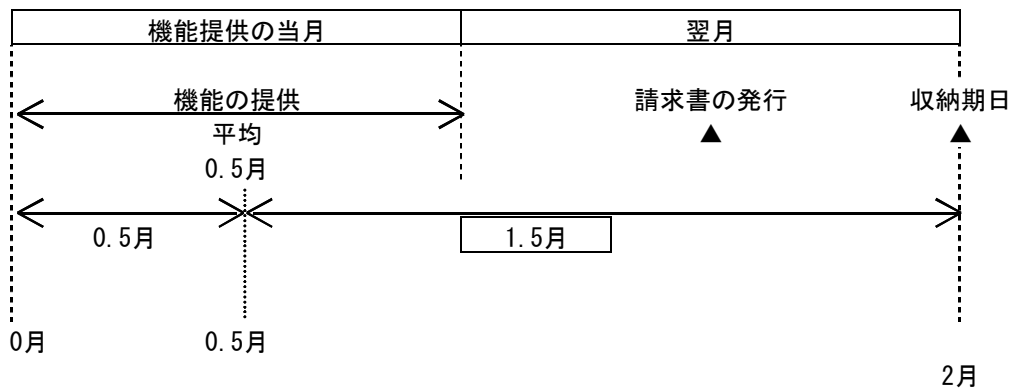 機能提供の当月 翌月
機能の提供 請求書の発行 収納期日
平均 ▲ ▲
0.5月
0.5月 1.5月
0月 0.5月
2月